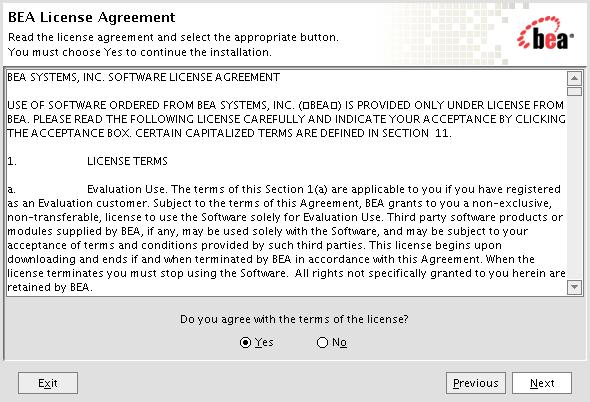 BEA License Agreement
Read the license agreement and select the appropriate button.
You must choose Yes to continue the installation.
bea
BEA SYSTEMS, INC. SOFTWARE LICENSE AGREEMENT
USE OF SOFTWARE ORDERED FROM BEA SYSTEMS, INC. (□BEA□) IS PROVIDED ONLY UNDER LICENSE FROM
BEA. PLEASE READ THE FOLLOWING LICENSE CAREFULLY AND INDICATE YOUR ACCEPTANCE BY CLICKING
THE ACCEPTANCE BOX. CERTAIN CAPITALIZED TERMS ARE DEFINED IN SECTION 11.
1. LICENSE TERMS
a. Evaluation Use. The terms of this Section 1(a) are applicable to you if you have registered
as an Evaluation customer. Subject to the terms of this Agreement, BEA grants to you a non-exclusive,
non-transferable, license to use the Software solely for Evaluation Use. Third party software products or
modules supplied by BEA, if any, may be used solely with the Software, and may be subject to your
acceptance of terms and conditions provided by such third parties. This license begins upon
downloading and ends if and when terminated by BEA in accordance with this Agreement. When the
license terminates you must stop using the Software. All rights not specifically granted to you herein are
retained by BEA.
Do you agree with the terms of the license?
Yes No
Exit Previous Next